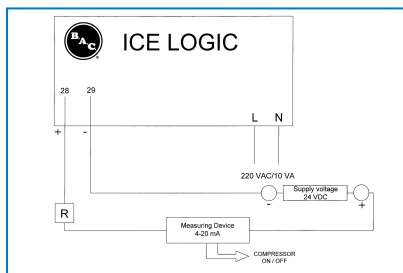 B.A.C.
®
ICE LOGIC
28 29
L N
+ -
220 VAC/10 VA
Supply voltage
24 VDC
- +
R
Measuring Device
4-20 mA
COMPRESSOR
ON / OFF